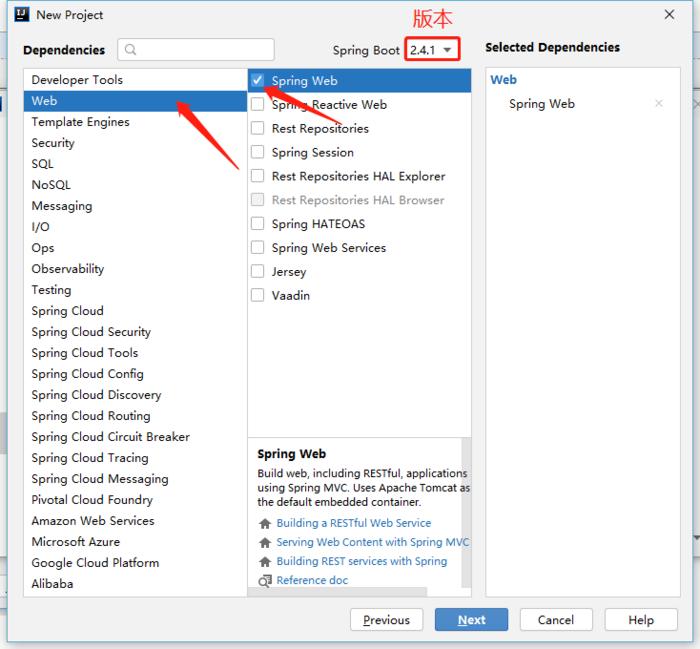 版本
New Project
Dependencies
Spring Boot 2.4.1
Selected Dependencies
Developer Tools
Web
Template Engines
Security
SQL
NoSQL
Messaging
I/O
Ops
Observability
Testing
Spring Cloud
Spring Cloud Security
Spring Cloud Tools
Spring Cloud Config
Spring Cloud Discovery
Spring Cloud Routing
Spring Cloud Circuit Breaker
Spring Cloud Tracing
Spring Cloud Messaging
Pivotal Cloud Foundry
Amazon Web Services
Microsoft Azure
Google Cloud Platform
Alibaba
Spring Web
Spring Reactive Web
Rest Repositories
Spring Session
Rest Repositories HAL Explorer
Rest Repositories HAL Browser
Spring HATEOAS
Spring Web Services
Jersey
Vaadin
Spring Web
Build web, including RESTful, applications
using Spring MVC. Uses Apache Tomcat as
the default embedded container.
Building a RESTful Web Service
Serving Web Content with Spring MVC
Building REST services with Spring
Reference doc
Web
Spring Web
Previous
Next
Cancel
Help